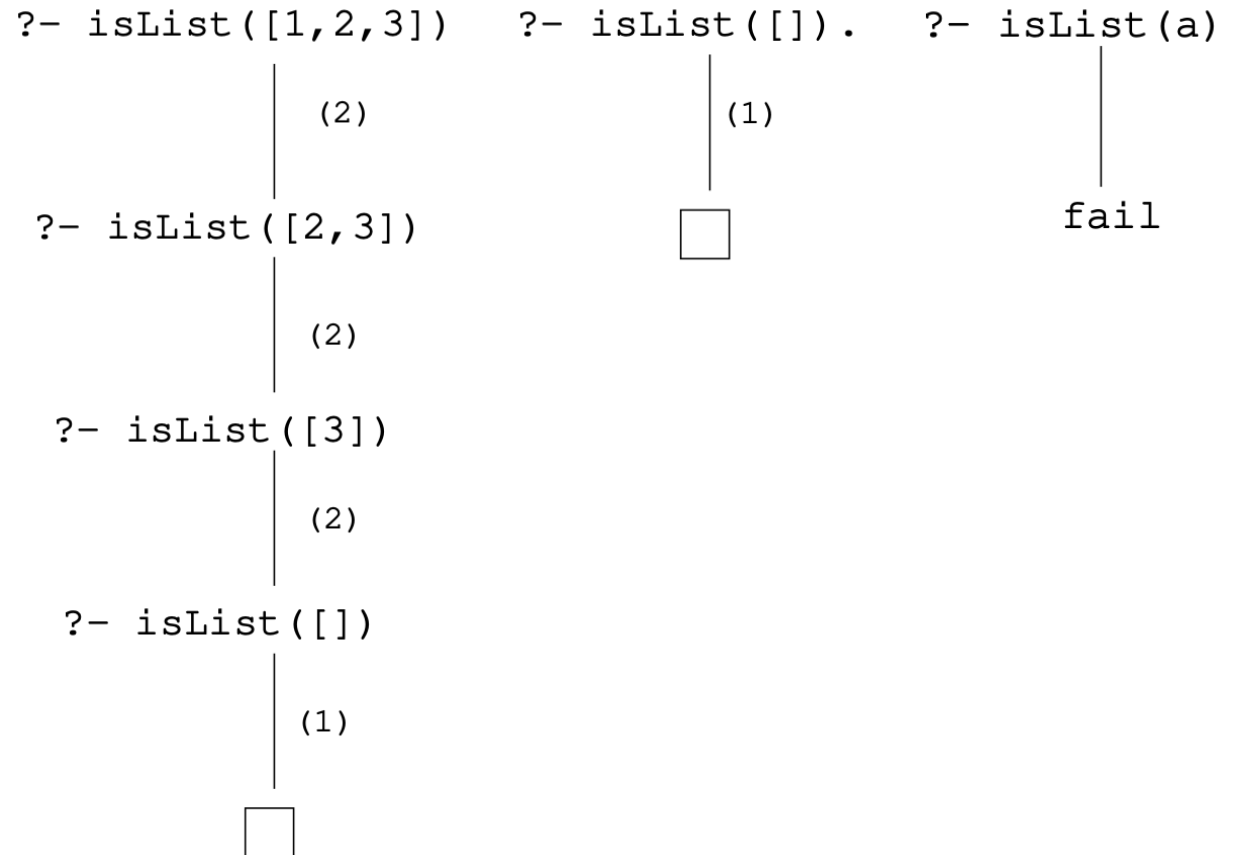 ?- isList([1,2,3])
(2)
?- isList([2,3])
(2)
?- isList([3])
(2)
?- isList([])
(1)
?- isList([]).
(1)
?- isList(a)
fail